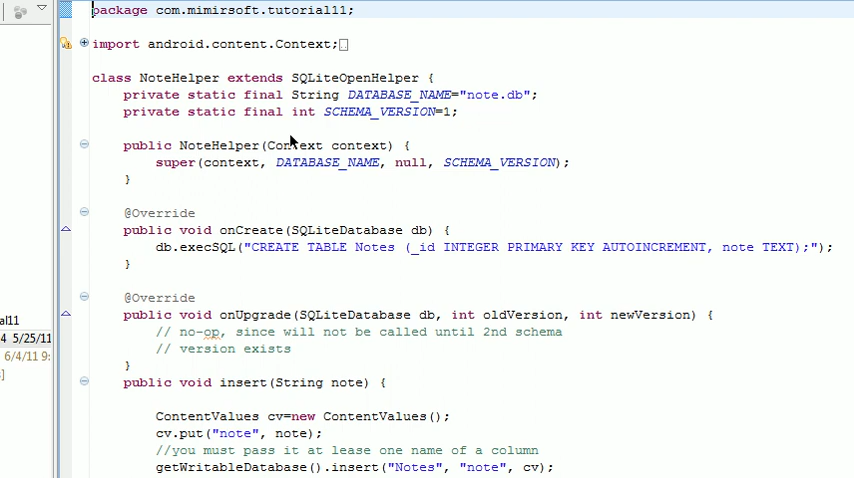 package com.mimirsoft.tutorial11;
import android.content.Context;
class NoteHelper extends SQLiteOpenHelper {
private static final String DATABASE_NAME="note.db";
private static final int SCHEMA_VERSION=1;
public NoteHelper(Context context) {
super(context, DATABASE_NAME, null, SCHEMA_VERSION);
}
@Override
public void onCreate(SQLiteDatabase db) {
db.execSQL("CREATE TABLE Notes (_id INTEGER PRIMARY KEY AUTOINCREMENT, note TEXT);");
}
@Override
public void onUpgrade(SQLiteDatabase db, int oldVersion, int newVersion) {
// no-op, since will not be called until 2nd schema
// version exists
}
public void insert(String note) {
ContentValues cv=new ContentValues();
cv.put("note", note);
//you must pass it at lease one name of a column
getWritableDatabase().insert("Notes", "note", cv);
al11
4 5/25/11
6/4/11 9:
]